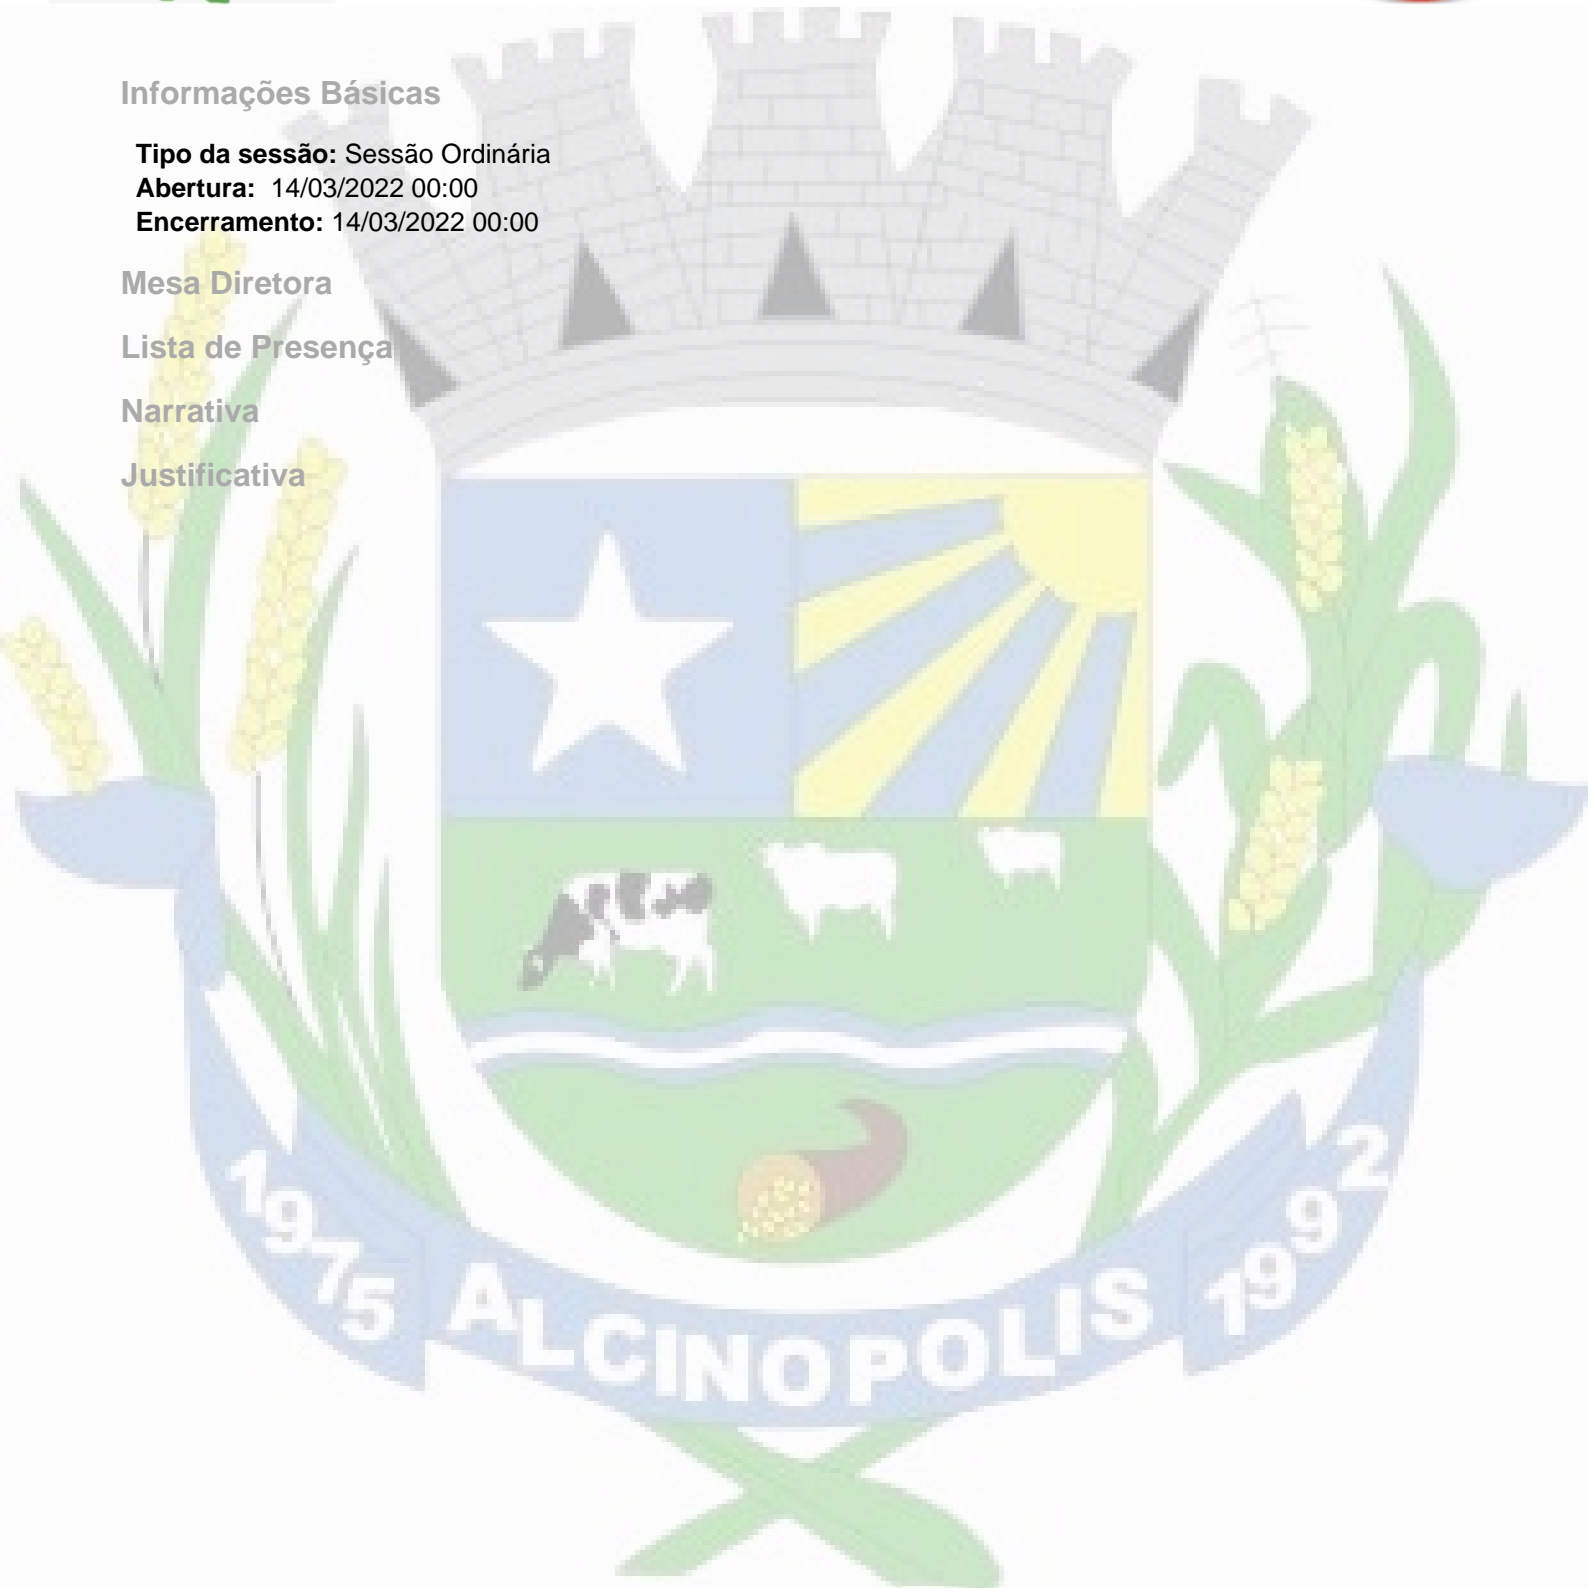 Informações Básicas
Tipo da sessão: Sessão Ordinária
Abertura: 14/03/2022 00:00
Encerramento: 14/03/2022 00:00
Mesa Diretora
Lista de Presença
Narrativa
Justificativa
1975 ALCINOPOLIS 1992